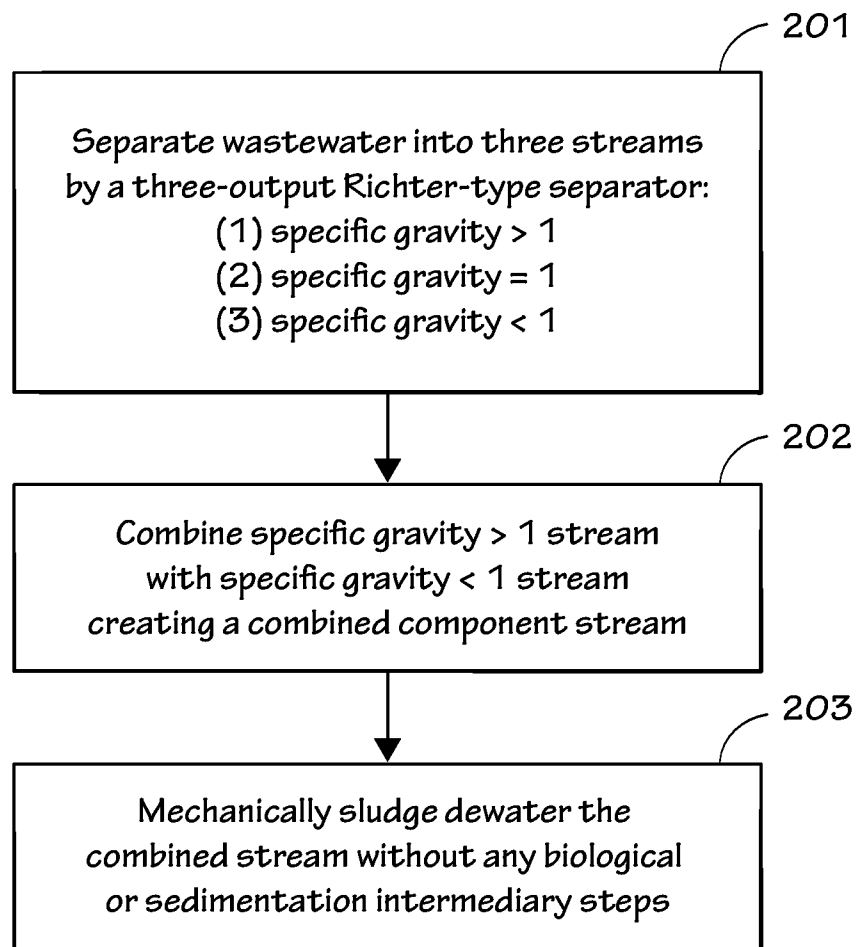 201
Separate wastewater into three streams
by a three-output Richter-type separator:
(1) specific gravity > 1
(2) specific gravity = 1
(3) specific gravity < 1
202
Combine specific gravity > 1 stream
with specific gravity < 1 stream
creating a combined component stream
203
Mechanically sludge dewater the
combined stream without any biological
or sedimentation intermediary steps